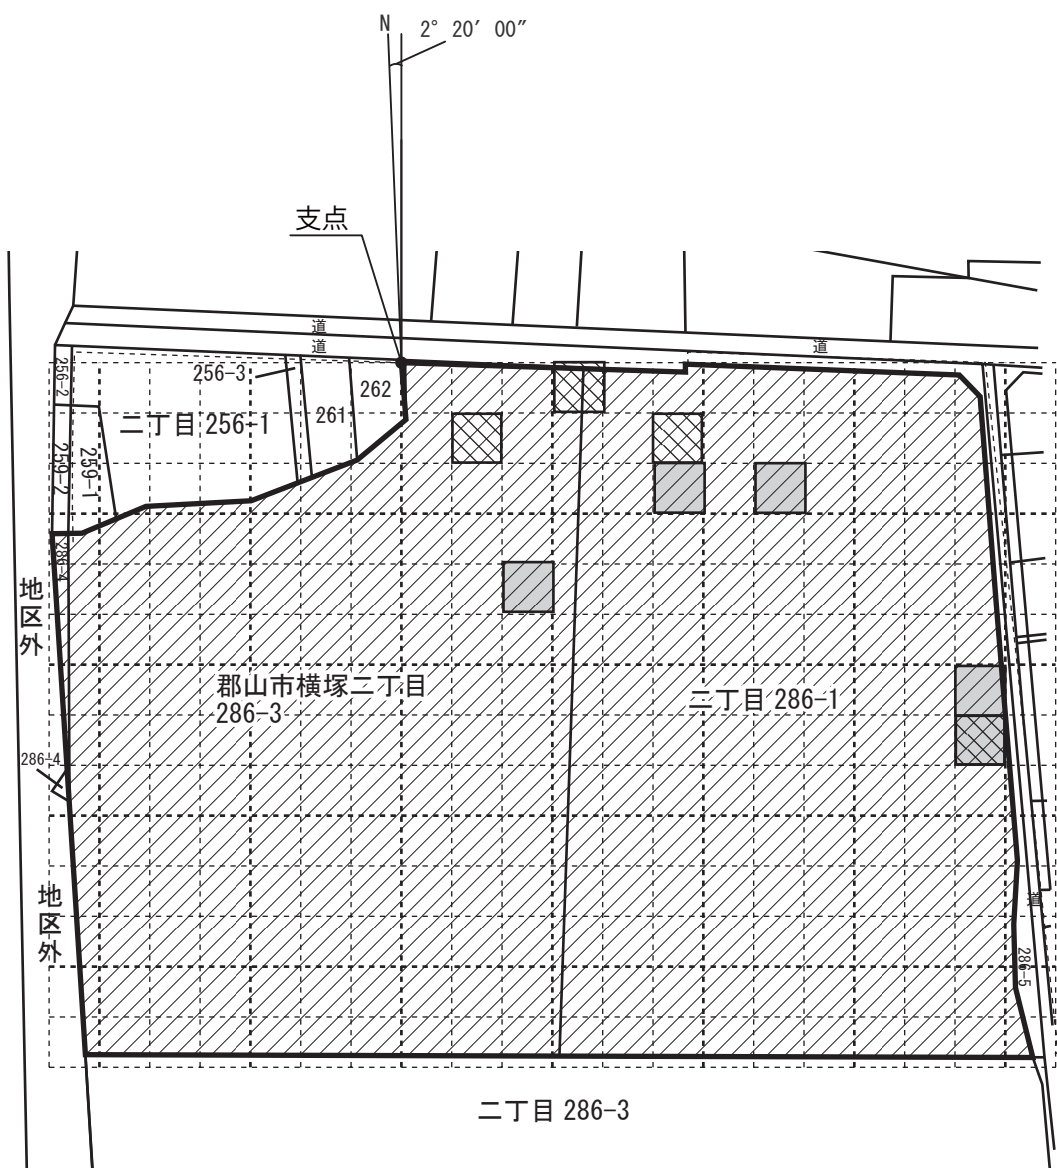 N
2° 20′ 00″
支点
道
道
道
256-2
256-3
262
261
二丁目 256-1
259-2
259-1
286-4
地区外
郡山市横塚二丁目
286-3
二丁目 286-1
286-4
地区外
道
286-5
二丁目 286-3